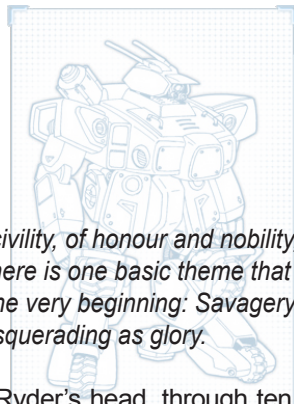 civility, of honour and nobility,
here is one basic theme that
he very beginning: Savagery
squerading as glory.
Ryder's head, through ten